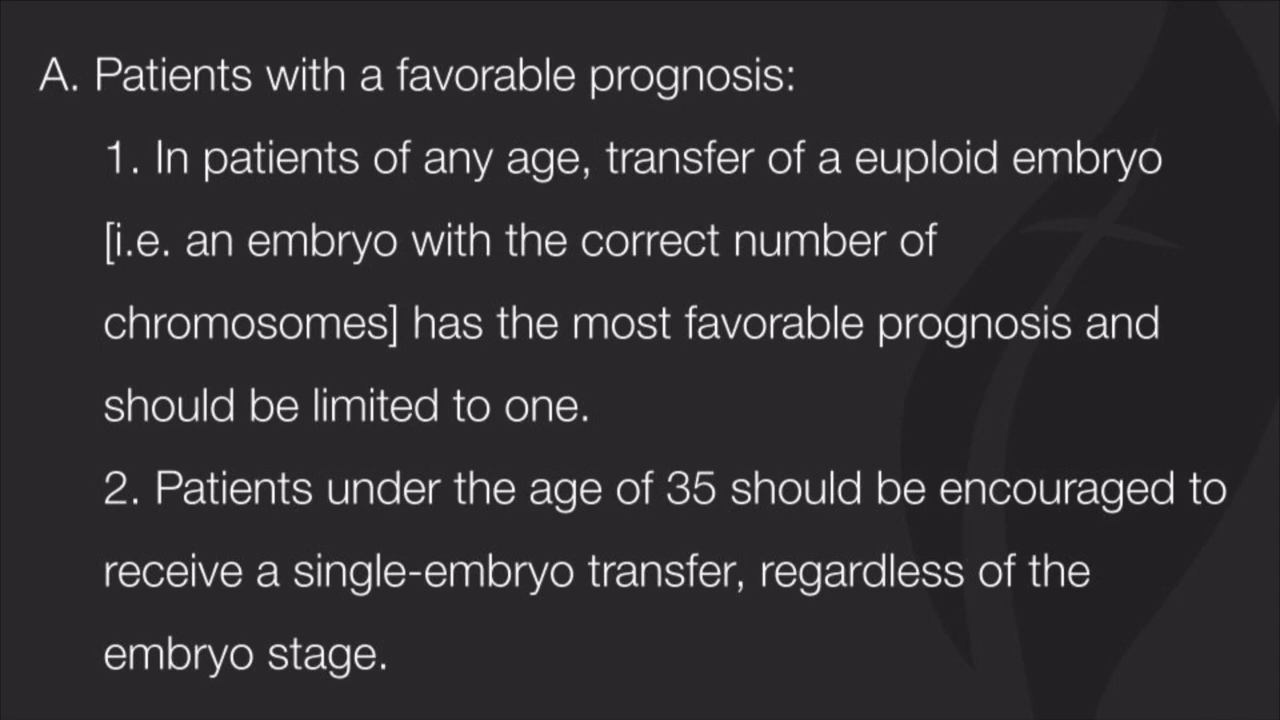 A. Patients with a favorable prognosis:
1. In patients of any age, transfer of a euploid embryo
[i.e. an embryo with the correct number of
chromosomes] has the most favorable prognosis and
should be limited to one.
2. Patients under the age of 35 should be encouraged to
receive a single-embryo transfer, regardless of the
embryo stage.